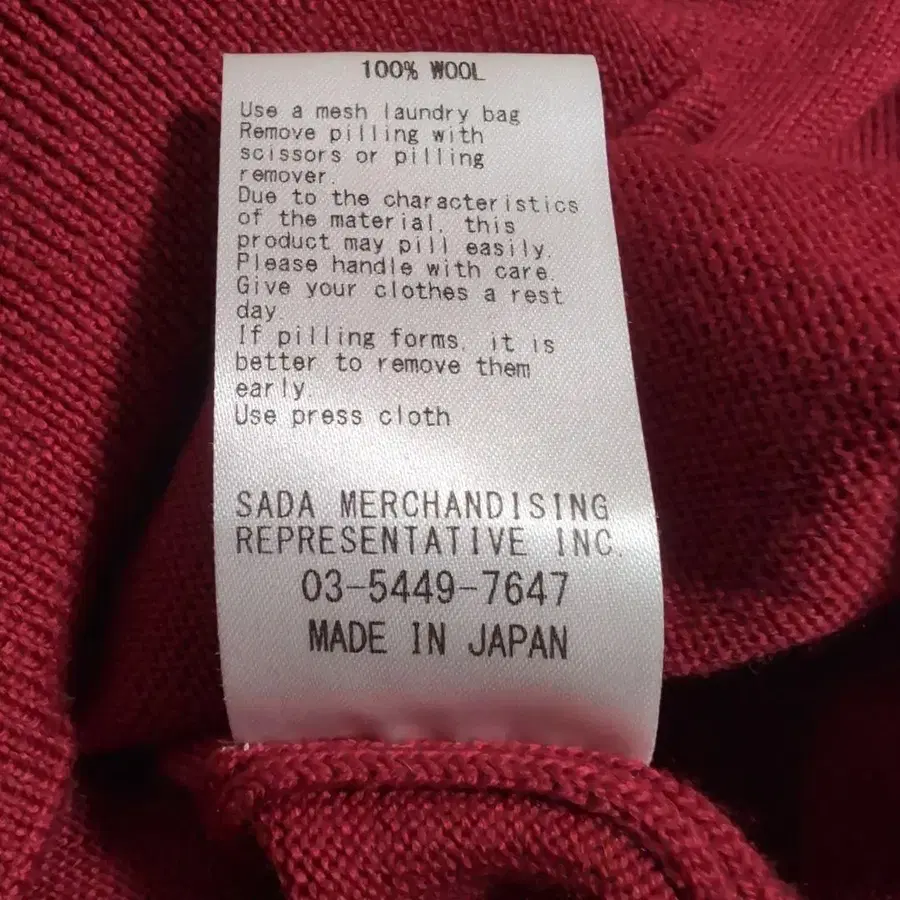 100% WOOL
Use a mesh laundry bag
Remove pilling with
scissors or pilling
remover.
Due to the characteristics
of the material, this
product may pill easily.
Please handle with care.
Give your clothes a rest
day.
If pilling forms, it is
better to remove them
early.
Use press cloth
SADA MERCHANDISING
REPRESENTATIVE INC.
03-5449-7647
MADE IN JAPAN